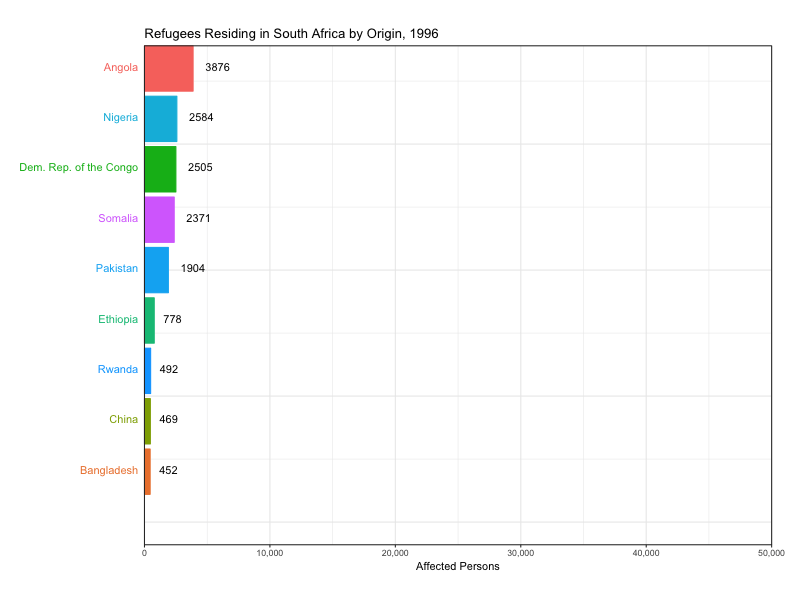 Refugees Residing in South Africa by Origin, 1996
Angola 3876
Nigeria 2584
Dem. Rep. of the Congo 2505
Somalia 2371
Pakistan 1904
Ethiopia 778
Rwanda 492
China 469
Bangladesh 452
0 10,000 20,000 30,000 40,000 50,000
Affected Persons